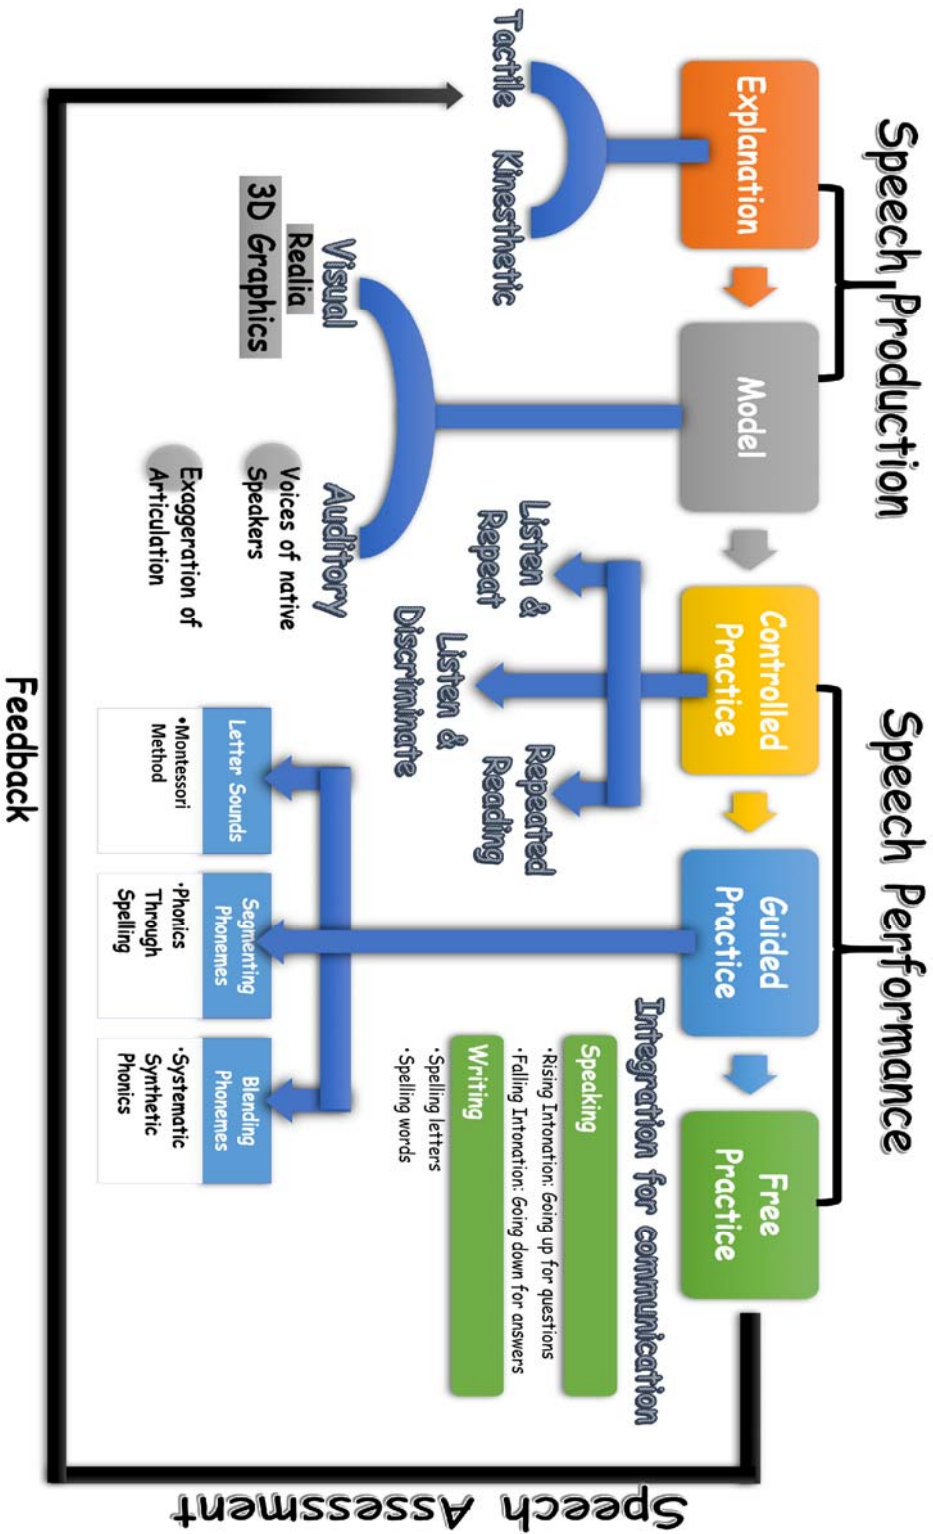 Speech Production
Speech Performance
Explanation
Model
Controlled
Practice
Guided
Practice
Free
Practice
Tactile
Kinesthetic
Visual
Realia
3D Graphics
Auditory
Voices of native
Speakers
Exaggeration of
Articulation
Listen &
Repeat
Listen &
Discriminate
Repeated
Reading
Letter Sounds
•Montessori
Method
Segmenting
Phonemes
•Phonics
Through
Spelling
Blending
Phonemes
•Systematic
Synthetic
Phonics
Integration for communication
Speaking
•Rising Intonation: Going up for questions
•Falling Intonation: Going down for answers
Writing
•Spelling letters
•Spelling words
Speech Assessment
Feedback